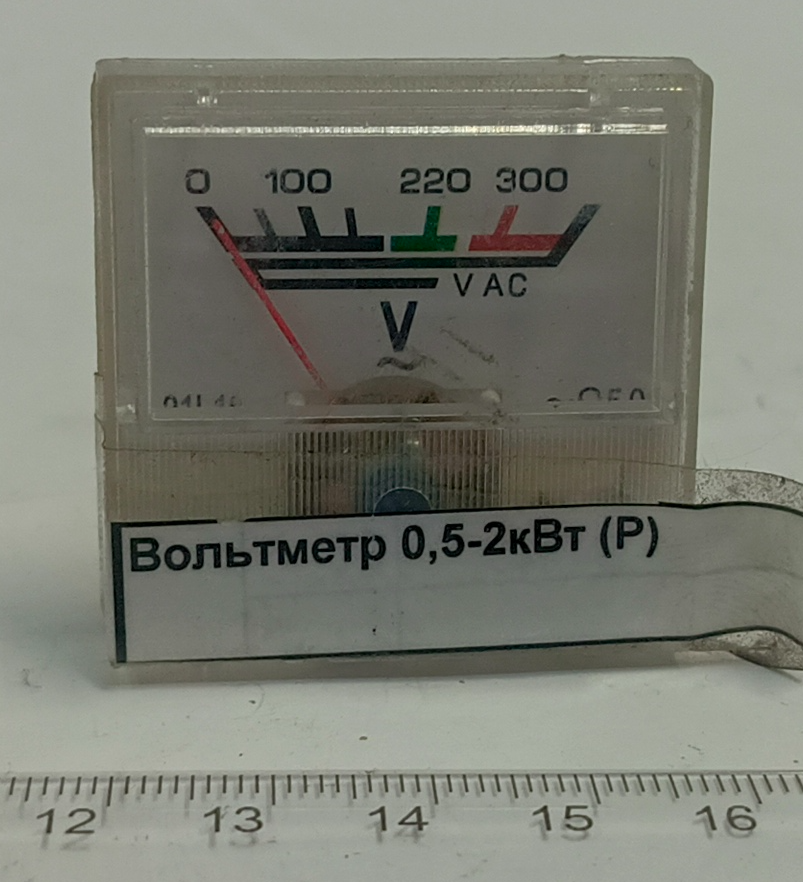 0 100 220 300
V AC
V
~
Вольтметр 0,5-2кВт (Р)
12 13 14 15 16